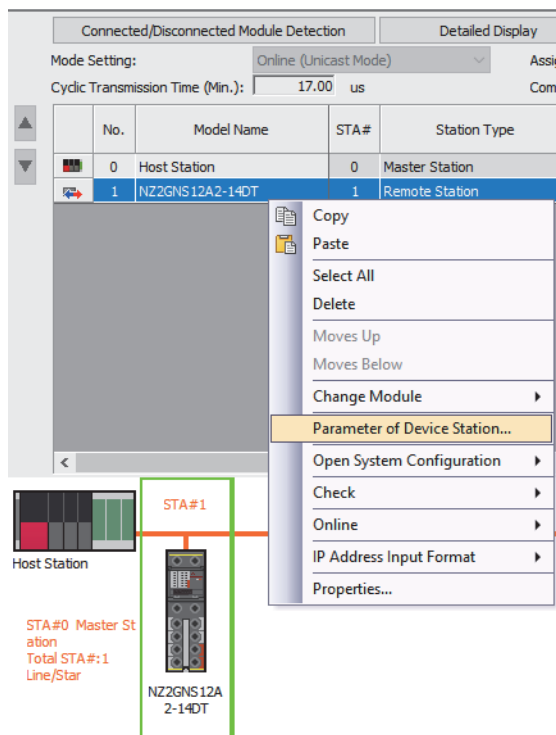 Connected/Disconnected Module Detection
Detailed Display
Mode Setting:
Online (Unicast Mode)
Cyclic Transmission Time (Min.):
17.00 us
No. Model Name STA# Station Type
0 Host Station 0 Master Station
1 NZ2GNS12A2-14DT 1 Remote Station
Copy
Paste
Select All
Delete
Moves Up
Moves Below
Change Module
Parameter of Device Station...
Open System Configuration
Check
Online
IP Address Input Format
Properties...
STA#1
Host Station
STA#0 Master St
ation
Total STA#:1
Line/Star
NZ2GNS12A
2-14DT